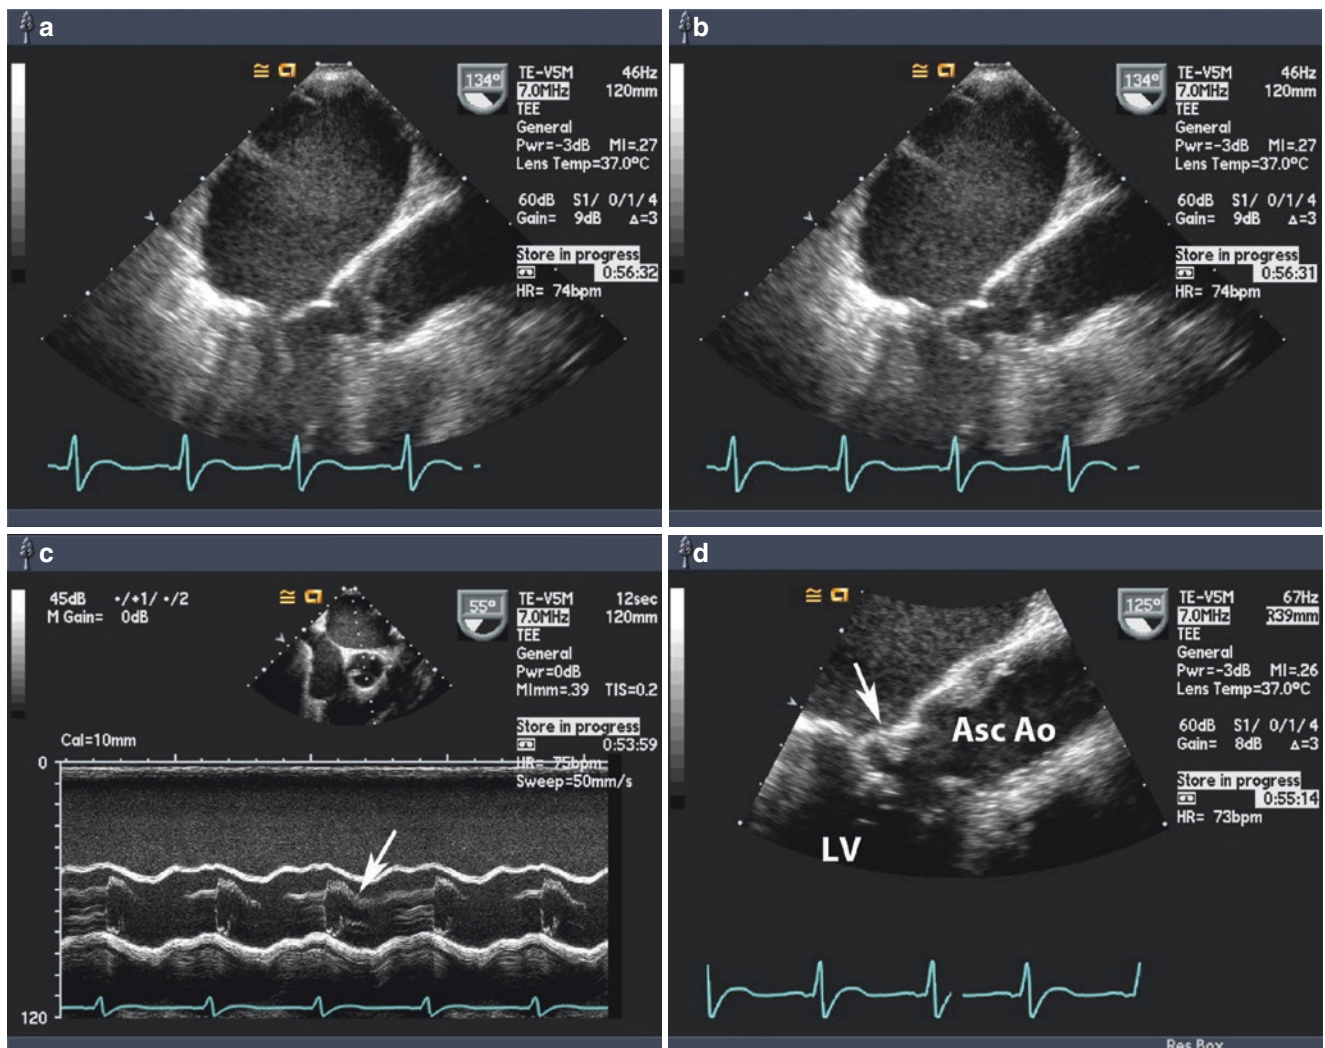 a
134°
TE-V5M 46Hz
7.0MHz 120mm
TEE
General
Pwr=-3dB MI=.27
Lens Temp=37.0°C
60dB S1/ 0/1/4
Gain= 9dB Δ=3
Store in progress
0:56:32
HR= 74bpm
b
134°
TE-V5M 46Hz
7.0MHz 120mm
TEE
General
Pwr=-3dB MI=.27
Lens Temp=37.0°C
60dB S1/ 0/1/4
Gain= 9dB Δ=3
Store in progress
0:56:31
HR= 74bpm
c
45dB •/+1/ •/2
M Gain= 0dB
55°
TE-V5M 12sec
7.0MHz 120mm
TEE
General
Pwr=0dB
MImm=.39 TIS=0.2
Store in progress
0:53:59
HR= 75bpm
Sweep=50mm/s
Cal=10mm
0
120
d
125°
TE-V5M 67Hz
7.0MHz R39mm
TEE
General
Pwr=-3dB MI=.26
Lens Temp=37.0°C
60dB S1/ 0/1/4
Gain= 8dB Δ=3
Store in progress
0:55:14
HR= 73bpm
Asc Ao
LV
Res Box